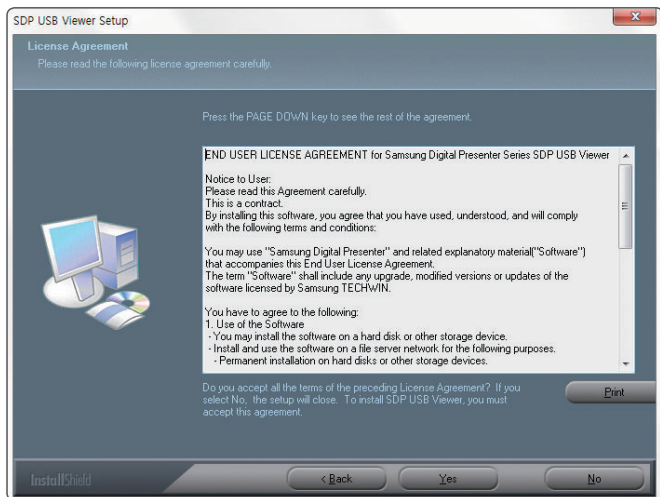 SDP USB Viewer Setup
License Agreement
Please read the following license agreement carefully.
Press the PAGE DOWN key to see the rest of the agreement.
END USER LICENSE AGREEMENT for Samsung Digital Presenter Series SDP USB Viewer
Notice to User:
Please read this Agreement carefully.
This is a contract.
By installing this software, you agree that you have used, understood, and will comply
with the following terms and conditions:
You may use "Samsung Digital Presenter" and related explanatory material("Software")
that accompanies this End User License Agreement.
The term "Software" shall include any upgrade, modified versions or updates of the
software licensed by Samsung TECHWIN.
You have to agree to the following:
1. Use of the Software
- You may install the software on a hard disk or other storage device.
- Install and use the software on a file server network for the following purposes.
- Permanent installation on hard disks or other storage devices.
Do you accept all the terms of the preceding License Agreement? If you
select No, the setup will close. To install SDP USB Viewer, you must
accept this agreement.
Print
InstallShield
< Back
Yes
No